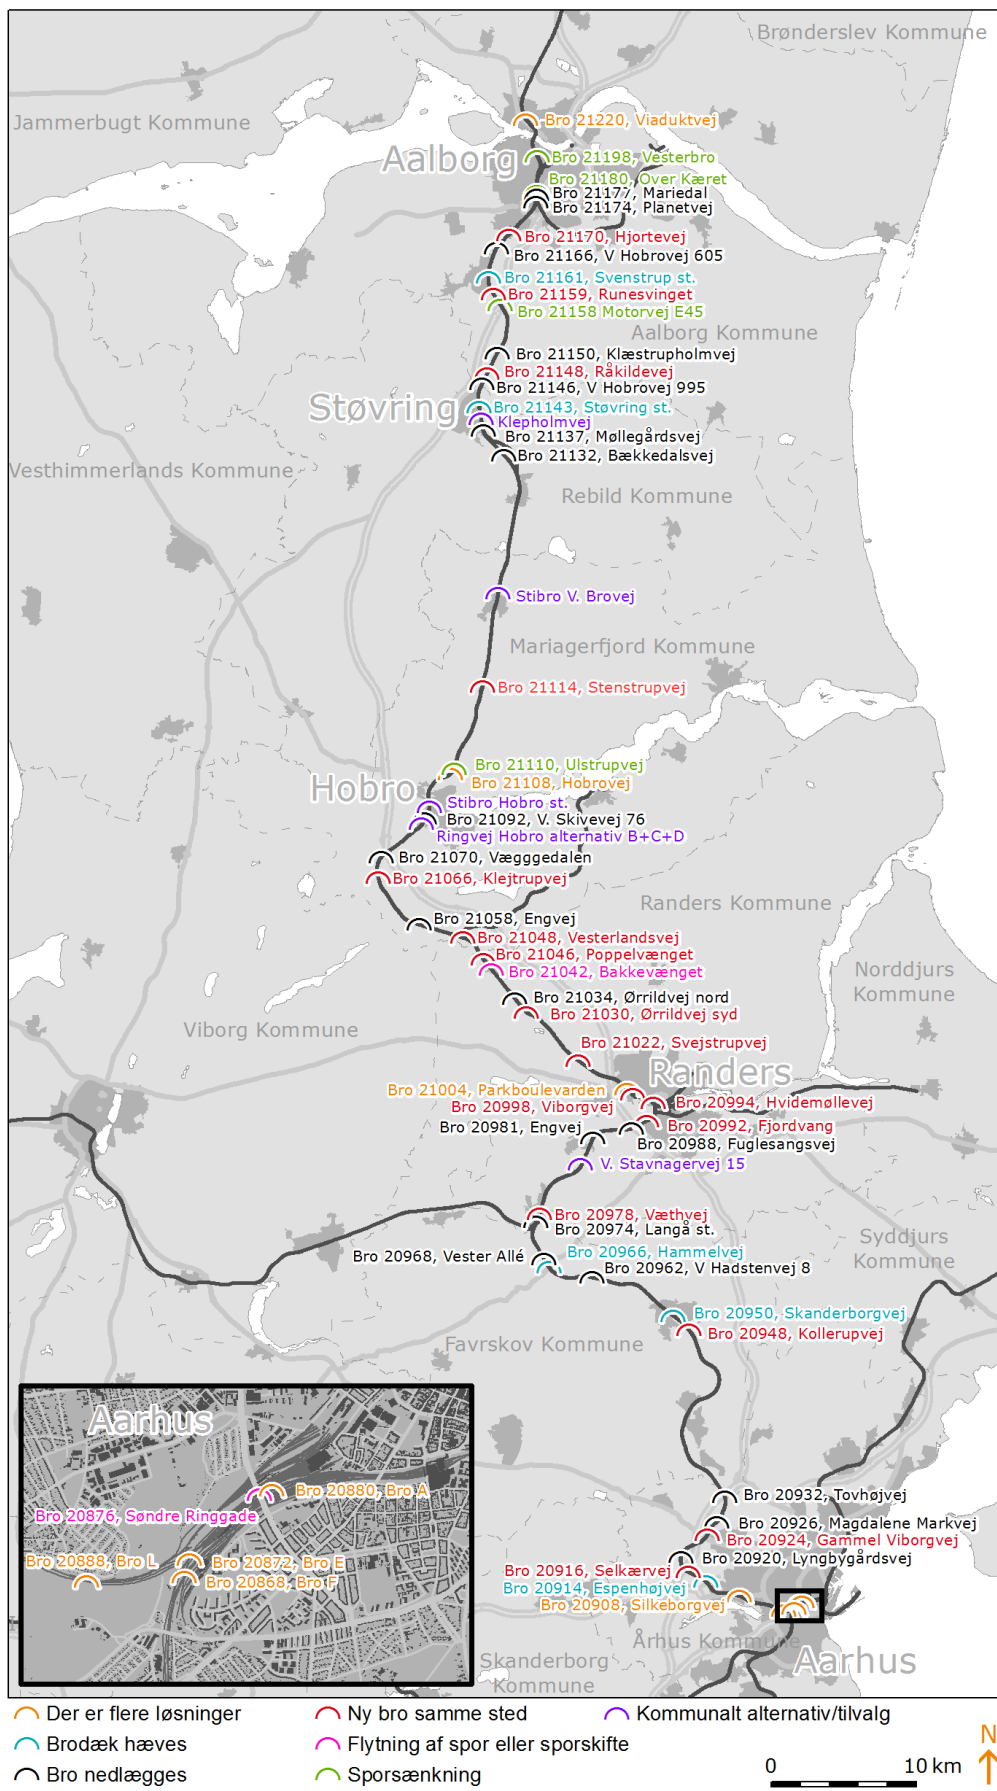 Brønderslev Kommune
Jammerbugt Kommune
Bro 21220, Viaduktvej
Aalborg
Bro 21198, Vesterbro
Bro 21180, Over Kæret
Bro 21177, Mariedal
Bro 21174, Planetvej
Bro 21170, Hjortevej
Bro 21166, V Hobrovej 605
Bro 21161, Svenstrup st.
Bro 21159, Runesvinget
Bro 21158 Motorvej E45
Aalborg Kommune
Bro 21150, Klæstrupholmvej
Bro 21148, Råkildevej
Bro 21146, V Hobrovej 995
Støvring
Bro 21143, Støvring st.
Klepholmvej
Bro 21137, Møllegårdsvej
Bro 21132, Bækkedalsvej
Vesthimmerlands Kommune
Rebild Kommune
Stibro V. Brovej
Mariagerfjord Kommune
Bro 21114, Stenstrupvej
Bro 21110, Ulstrupvej
Bro 21108, Hobrovej
Hobro
Stibro Hobro st.
Bro 21092, V. Skivevej 76
Ringvej Hobro alternativ B+C+D
Bro 21070, Vægggedalen
Bro 21066, Klejtrupvej
Randers Kommune
Bro 21058, Engvej
Bro 21048, Vesterlandsvej
Bro 21046, Poppelvænget
Bro 21042, Bakkevænget
Norddjurs
Kommune
Bro 21034, Ørrildvej nord
Bro 21030, Ørrildvej syd
Viborg Kommune
Bro 21022, Svejstrupvej
Randers
Bro 21004, Parkboulevarden
Bro 20998, Viborgvej
Bro 20994, Hvidemøllevej
Bro 20992, Fjordvang
Bro 20981, Engvej
Bro 20988, Fuglesangsvej
V. Stavnagervej 15
Bro 20978, Væthvej
Bro 20974, Langå st.
Syddjurs
Kommune
Bro 20968, Vester Allé
Bro 20966, Hammelvej
Bro 20962, V Hadstenvej 8
Bro 20950, Skanderborgvej
Bro 20948, Kollerupvej
Favrskov Kommune
Aarhus
Bro 20880, Bro A
Bro 20876, Søndre Ringgade
Bro 20888, Bro L
Bro 20872, Bro E
Bro 20868, Bro F
Bro 20932, Tovhøjvej
Bro 20926, Magdalene Markvej
Bro 20924, Gammel Viborgvej
Bro 20920, Lyngbygårdsvej
Bro 20916, Selkærvej
Bro 20914, Espenhøjvej
Bro 20908, Silkeborgvej
Århus Kommune
Aarhus
Skanderborg
Kommune
Der er flere løsninger
Ny bro samme sted
Kommunalt alternativ/tilvalg
Brodæk hæves
Flytning af spor eller sporskifte
Bro nedlægges
Sporsænkning
0 10 km
N